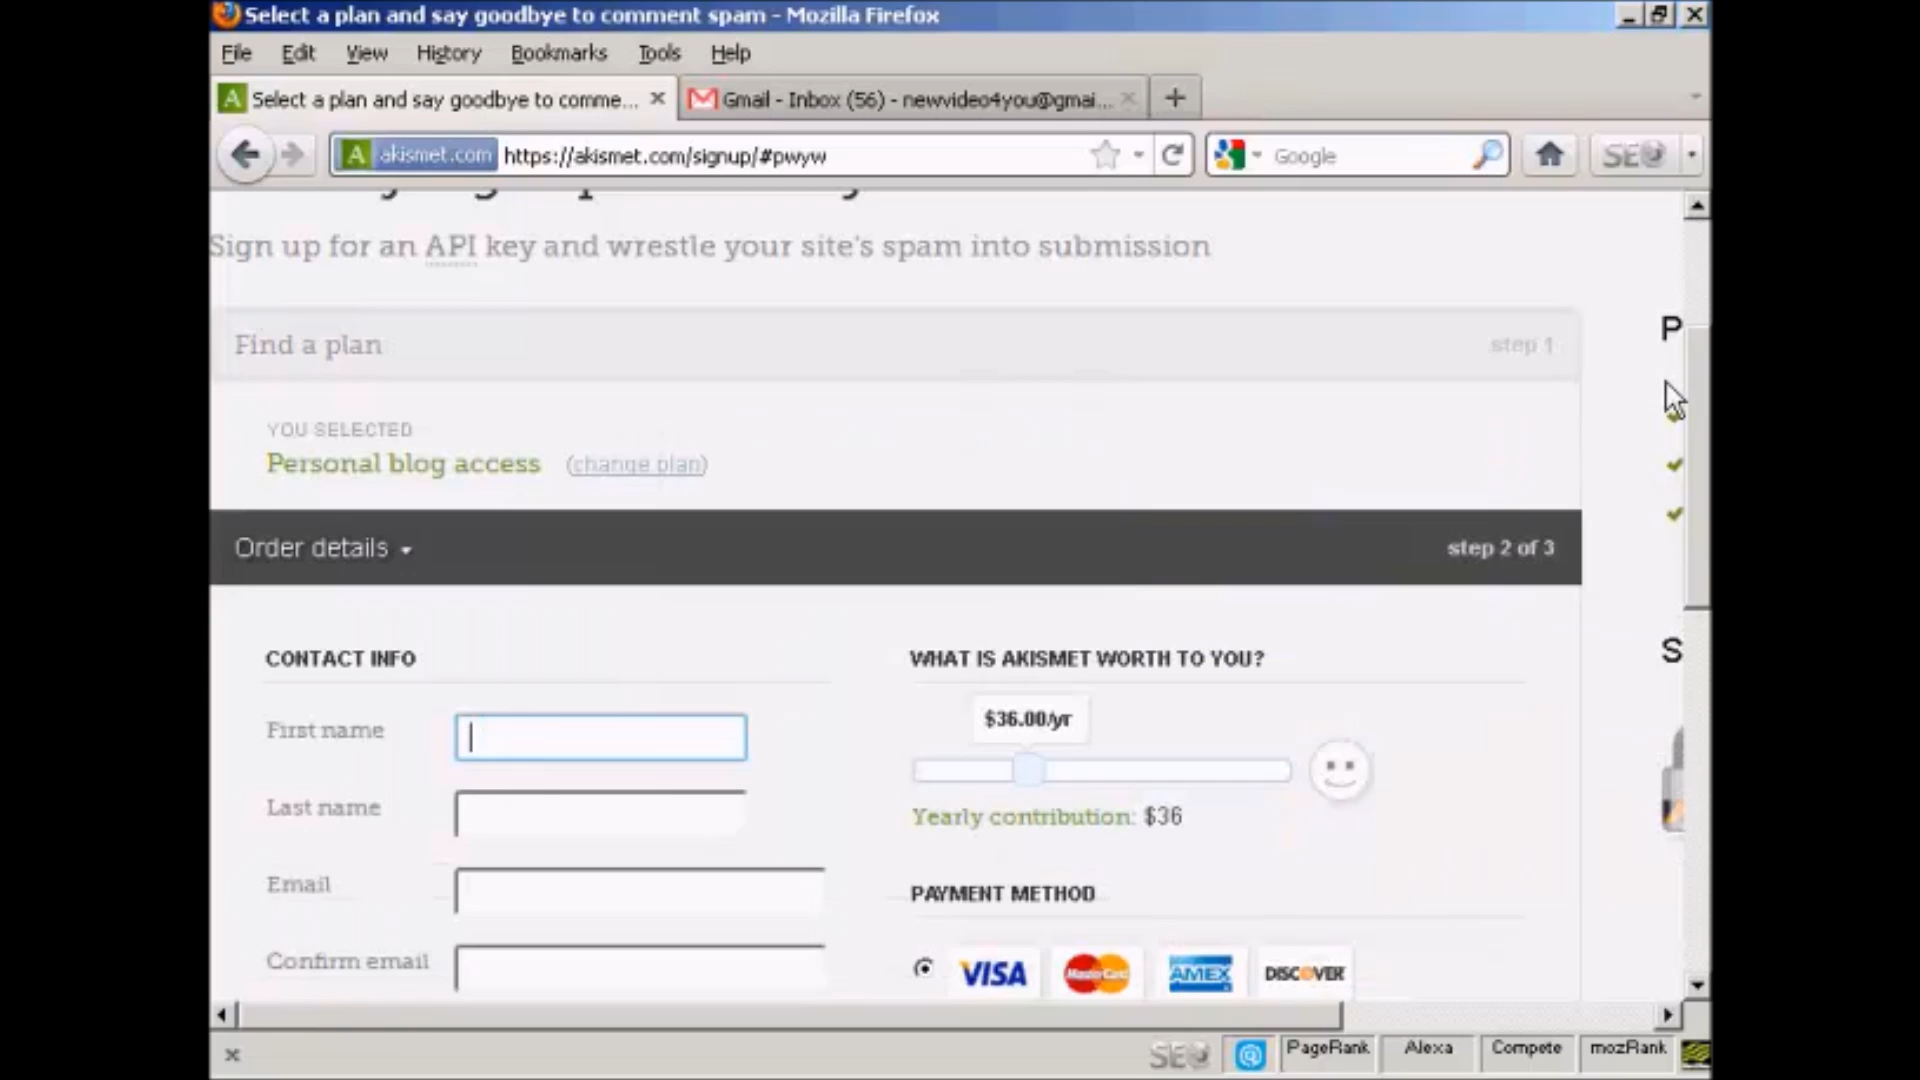 Select a plan and say goodbye to comment spam - Mozilla Firefox
File Edit View History Bookmarks Tools Help
Select a plan and say goodbye to comme...
Gmail - Inbox (56) - newvideo4you@gmai...
akismet.com https://akismet.com/signup/#pwyw
Google
SEO
Sign up for an API key and wrestle your site's spam into submission
Find a plan step 1
P
YOU SELECTED
Personal blog access (change plan)
Order details step 2 of 3
CONTACT INFO
WHAT IS AKISMET WORTH TO YOU?
S
First name
$36.00/yr
Last name
Yearly contribution: $36
Email
PAYMENT METHOD
Confirm email
VISA MasterCard AMEX DISCOVER
SEO PageRank Alexa Compete mozRank